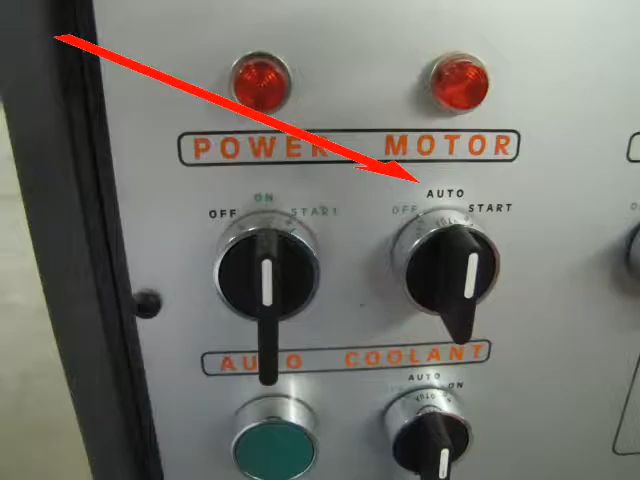 POWER MOTOR
ON AUTO
OFF START OFF START
AUTO COOLANT
AUTO
ON